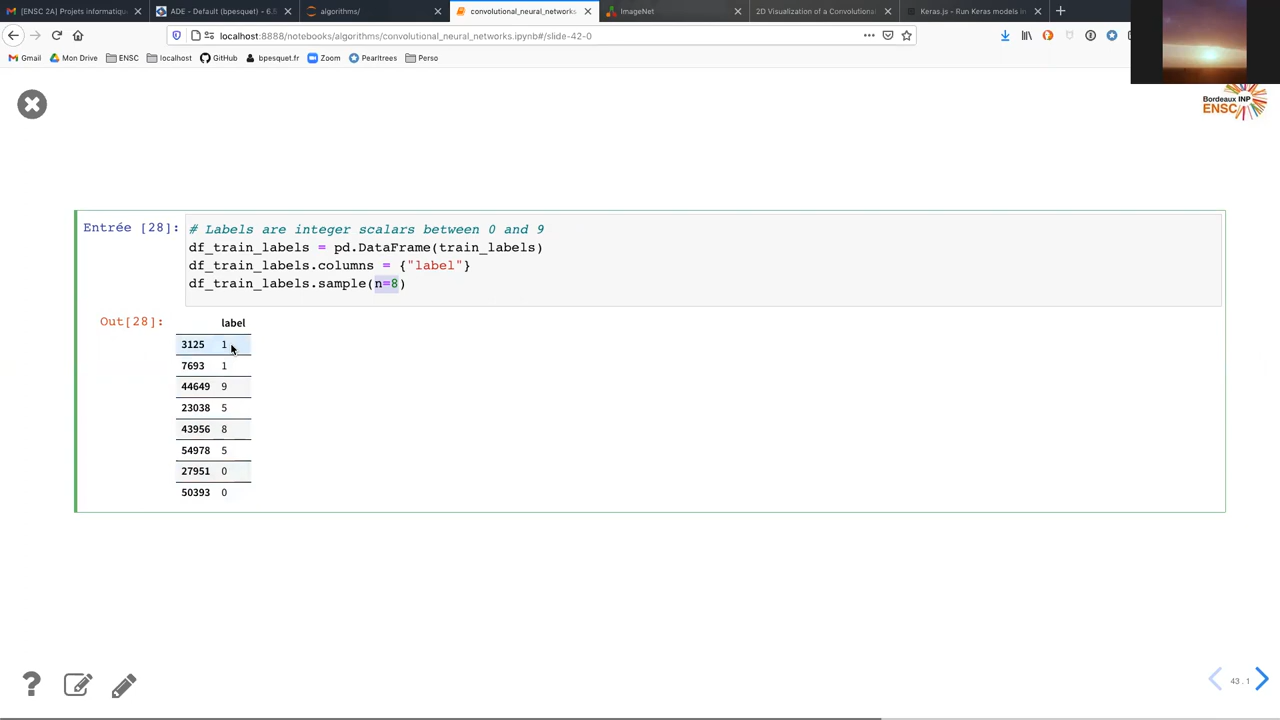 [ENSC 2A] Projets informatiqu
ADE - Default (bpesquet) - 6.8
algorithms/
convolutional_neural_networks
ImageNet
2D Visualization of a Convolutiona
Keras.js - Run Keras models in
localhost:8888/notebooks/algorithms/convolutional_neural_networks.ipynb#/slide-42-0
Gmail
Mon Drive
ENSC
localhost
GitHub
bpesquet.fr
Zoom
Pearltrees
Perso
Bordeaux INP
ENSC
Entrée [28]:
# Labels are integer scalars between 0 and 9
df_train_labels = pd.DataFrame(train_labels)
df_train_labels.columns = {"label"}
df_train_labels.sample(n=8)
Out[28]:
label
3125 1
7693 1
44649 9
23038 5
43956 8
54978 5
27951 0
50393 0
?
43.1